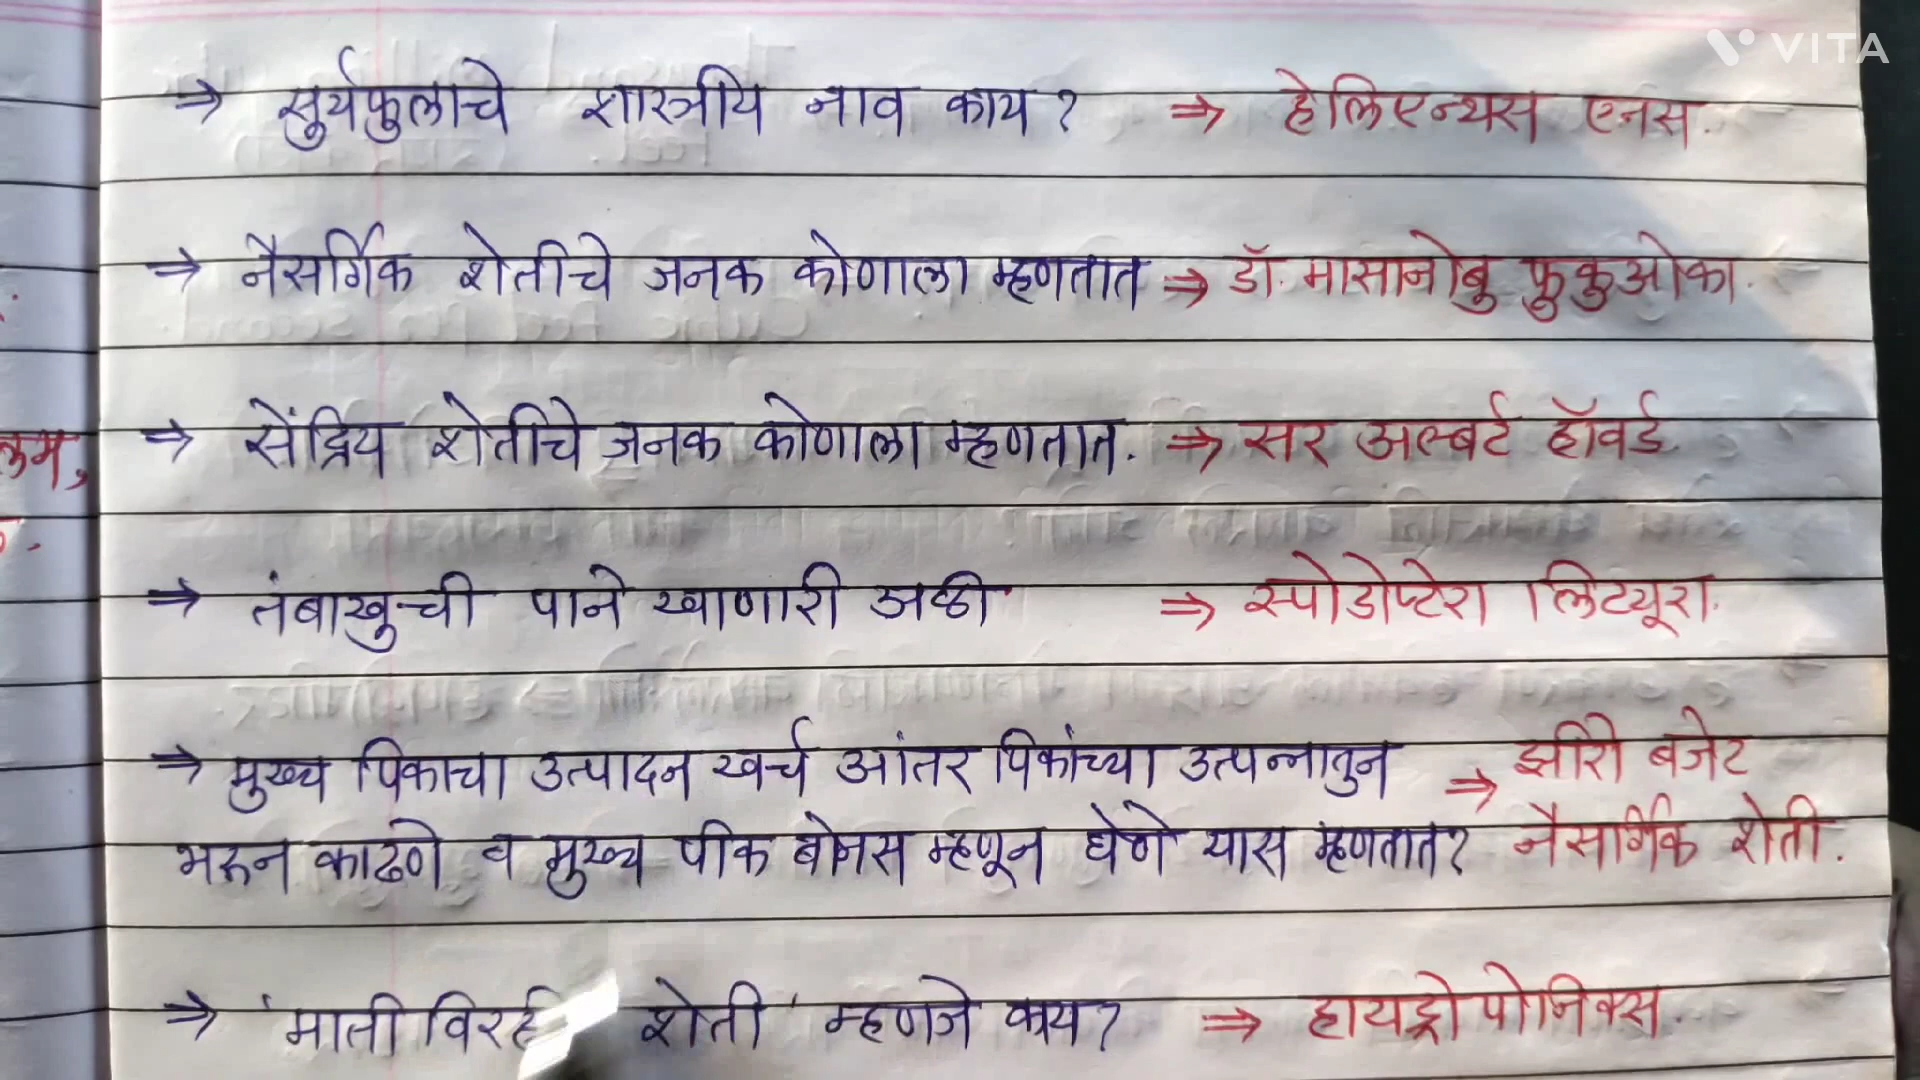 VITA
⇒ सुर्यफुलाचे शास्त्रीय नाव काय? ⇒ हेलिएन्थस एनस.
⇒ नैसर्गिक शेतीचे जनक कोणाला म्हणतात ⇒ डॉ. मासानोबु फुकुओका.
⇒ सेंद्रिय शेतीचे जनक कोणाला म्हणतात. ⇒ सर अल्बर्ट हॉवर्ड.
⇒ तंबाखुची पाने खाणारी अळी ⇒ स्पोडोप्टेरा लिट्यूरा.
⇒ मुख्य पिकाचा उत्पादन खर्च आंतर पिकांच्या उत्पन्नातुन ⇒ झीरो बजेट
भरुन काढणे व मुख्य पीक बोनस म्हणून घेणे यास म्हणतात? नैसर्गिक शेती.
⇒ 'माती शेती' म्हणजे काय? ⇒ हायड्रोपोनिक्स.